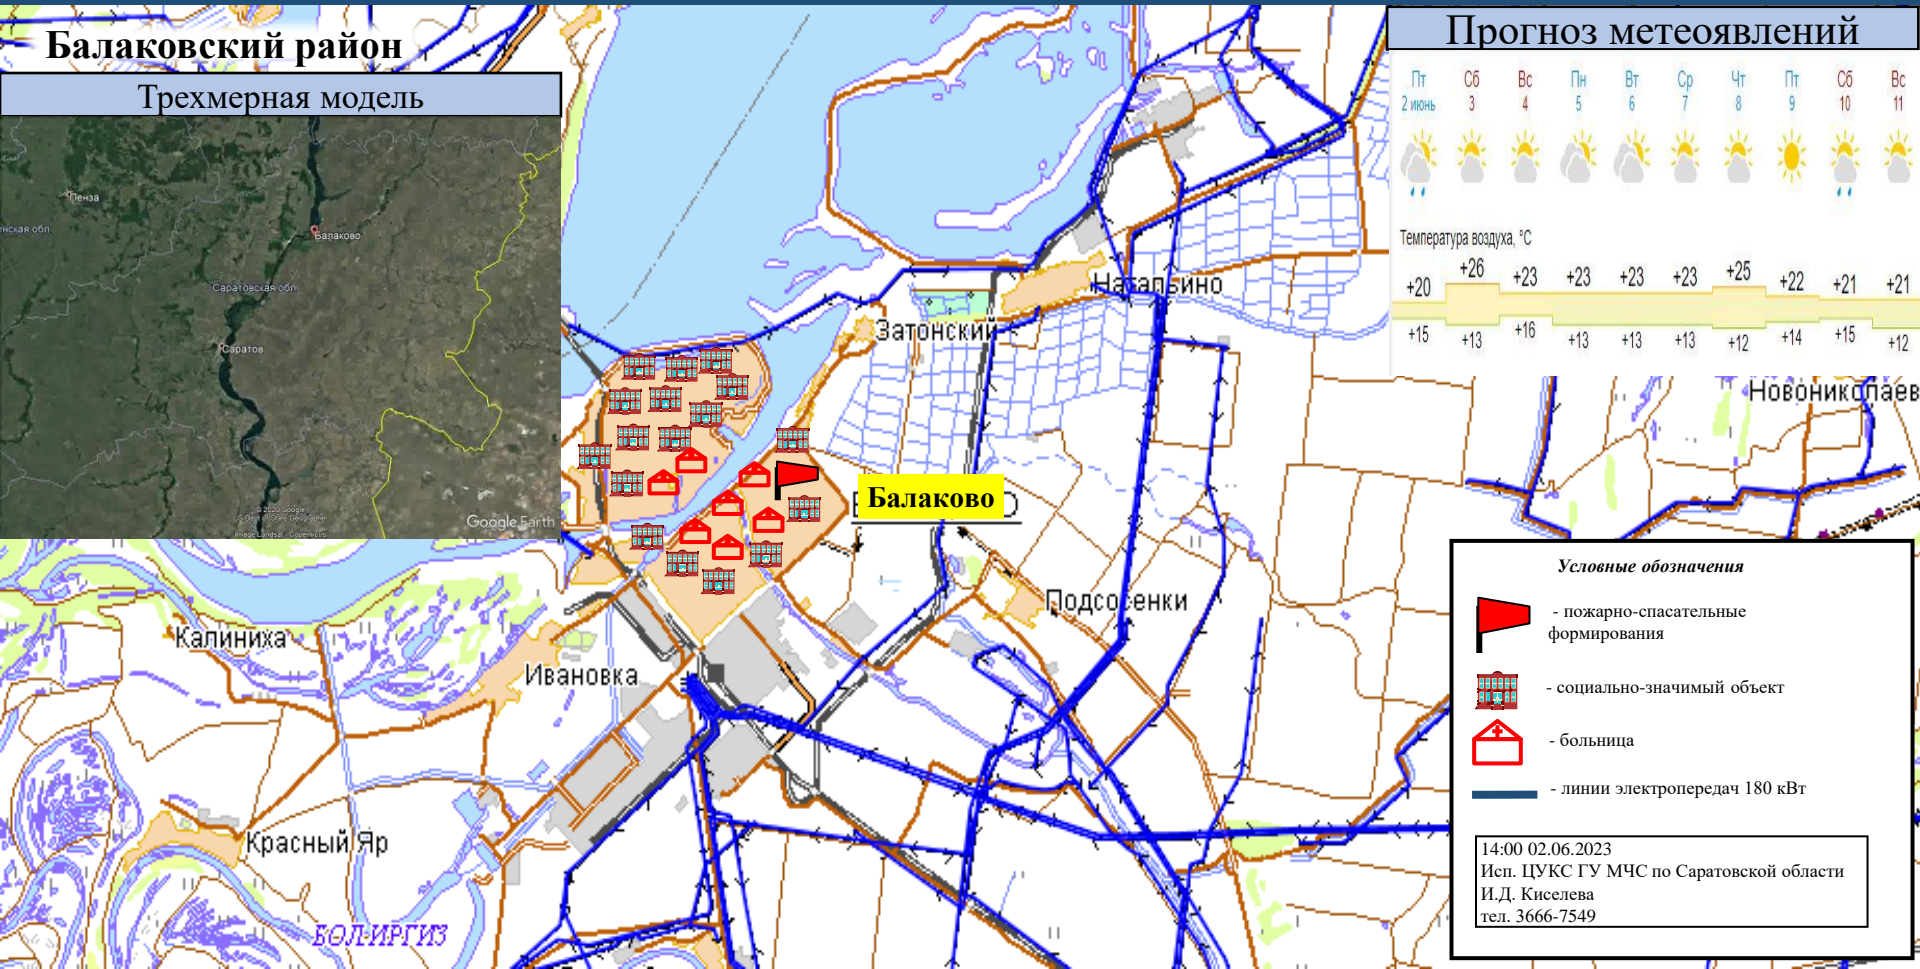 Балаковский район
Трехмерная модель
Пенза
Балаково
Саратовская обл
Саратов
Google Earth
Прогноз метеоявлений
Пт Сб Вс Пн Вт Ср Чт Пт Сб Вс
2 июнь 3 4 5 6 7 8 9 10 11
Температура воздуха, °C
+20 +26 +23 +23 +23 +23 +25 +22 +21 +21
+15 +13 +16 +13 +13 +13 +12 +14 +15 +12
Натальино
Затонский
Новониколаев
Балаково
Подсосенки
Калиниха
Ивановка
Красный Яр
БОЛ.ИРГИЗ
Условные обозначения
- пожарно-спасательные
формирования
- социально-значимый объект
- больница
- линии электропередач 180 кВт
14:00 02.06.2023
Исп. ЦУКС ГУ МЧС по Саратовской области
И.Д. Киселева
тел. 3666-7549